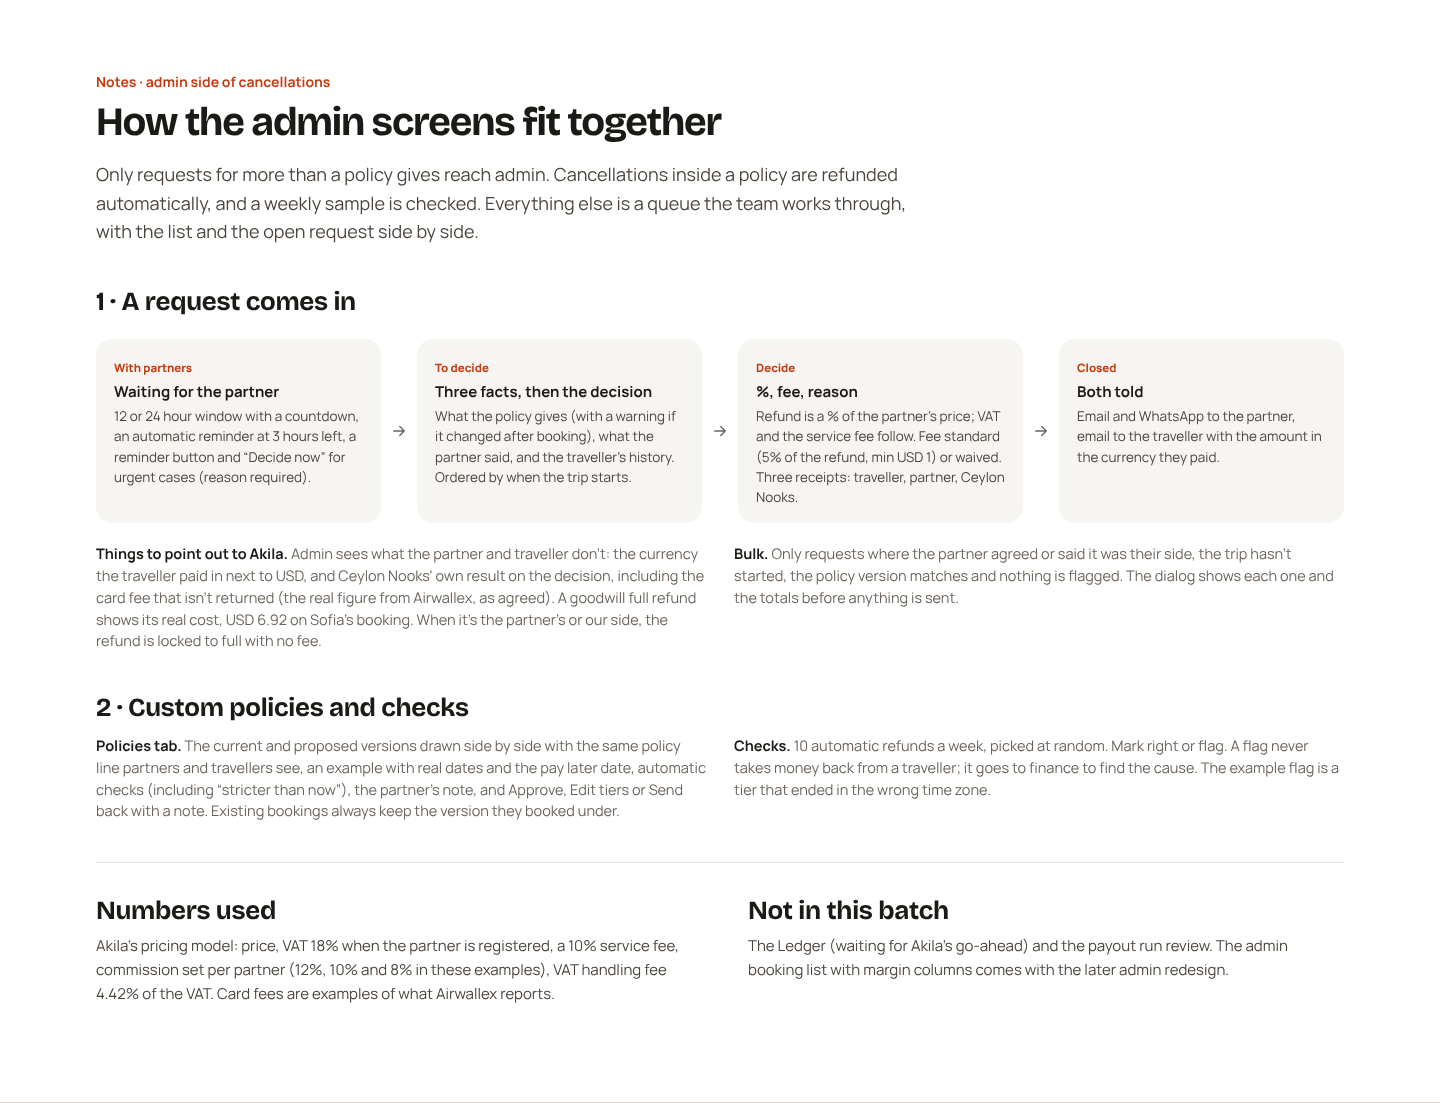 Notes · admin side of cancellations
How the admin screens fit together
Only requests for more than a policy gives reach admin. Cancellations inside a policy are refunded
automatically, and a weekly sample is checked. Everything else is a queue the team works through,
with the list and the open request side by side.
1 · A request comes in
With partners
Waiting for the partner
12 or 24 hour window with a countdown,
an automatic reminder at 3 hours left, a
reminder button and “Decide now” for
urgent cases (reason required).
→
To decide
Three facts, then the decision
What the policy gives (with a warning if
it changed after booking), what the
partner said, and the traveller’s history.
Ordered by when the trip starts.
→
Decide
%, fee, reason
Refund is a % of the partner’s price; VAT
and the service fee follow. Fee standard
(5% of the refund, min USD 1) or waived.
Three receipts: traveller, partner, Ceylon
Nooks.
→
Closed
Both told
Email and WhatsApp to the partner,
email to the traveller with the amount in
the currency they paid.
Things to point out to Akila. Admin sees what the partner and traveller don’t: the currency
the traveller paid in next to USD, and Ceylon Nooks’ own result on the decision, including the
card fee that isn’t returned (the real figure from Airwallex, as agreed). A goodwill full refund
shows its real cost, USD 6.92 on Sofia’s booking. When it’s the partner’s or our side, the
refund is locked to full with no fee.
Bulk. Only requests where the partner agreed or said it was their side, the trip hasn’t
started, the policy version matches and nothing is flagged. The dialog shows each one and
the totals before anything is sent.
2 · Custom policies and checks
Policies tab. The current and proposed versions drawn side by side with the same policy
line partners and travellers see, an example with real dates and the pay later date, automatic
checks (including “stricter than now”), the partner’s note, and Approve, Edit tiers or Send
back with a note. Existing bookings always keep the version they booked under.
Checks. 10 automatic refunds a week, picked at random. Mark right or flag. A flag never
takes money back from a traveller; it goes to finance to find the cause. The example flag is a
tier that ended in the wrong time zone.
Numbers used
Akila’s pricing model: price, VAT 18% when the partner is registered, a 10% service fee,
commission set per partner (12%, 10% and 8% in these examples), VAT handling fee
4.42% of the VAT. Card fees are examples of what Airwallex reports.
Not in this batch
The Ledger (waiting for Akila’s go-ahead) and the payout run review. The admin
booking list with margin columns comes with the later admin redesign.